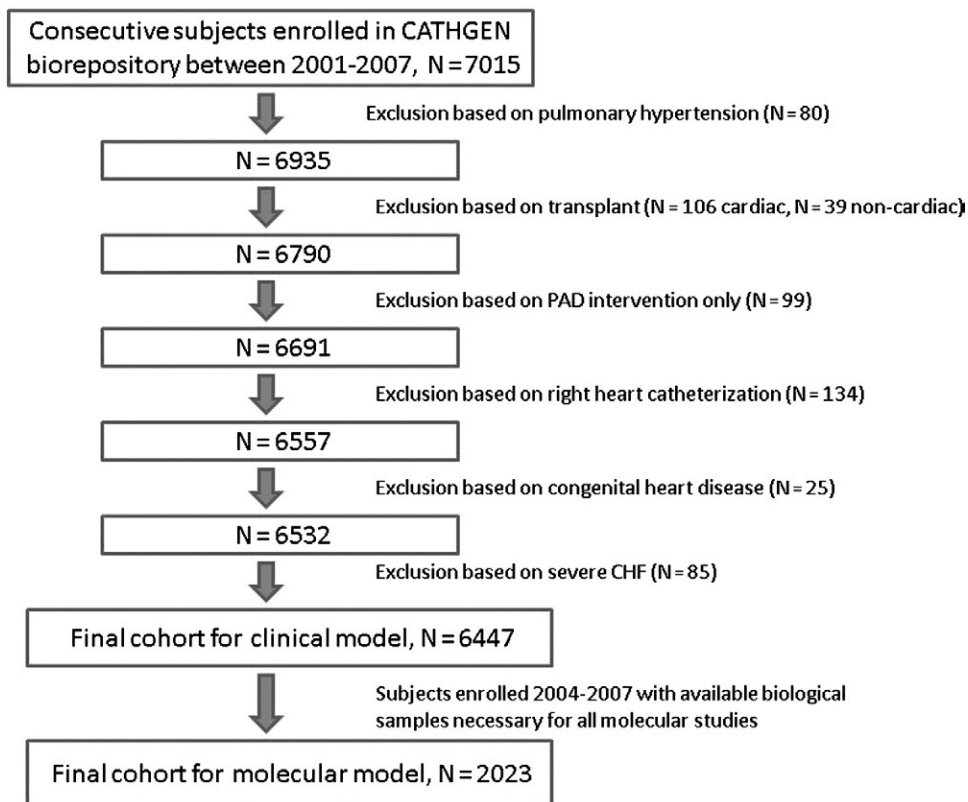 Consecutive subjects enrolled in CATHGEN
biorepository between 2001-2007, N=7015
Exclusion based on pulmonary hypertension (N=80)
N=6935
Exclusion based on transplant (N=106 cardiac, N=39 non-cardiac)
N=6790
Exclusion based on PAD intervention only (N=99)
N=6691
Exclusion based on right heart catheterization (N=134)
N=6557
Exclusion based on congenital heart disease (N=25)
N=6532
Exclusion based on severe CHF (N=85)
Final cohort for clinical model, N=6447
Subjects enrolled 2004-2007 with available biological
samples necessary for all molecular studies
Final cohort for molecular model, N=2023